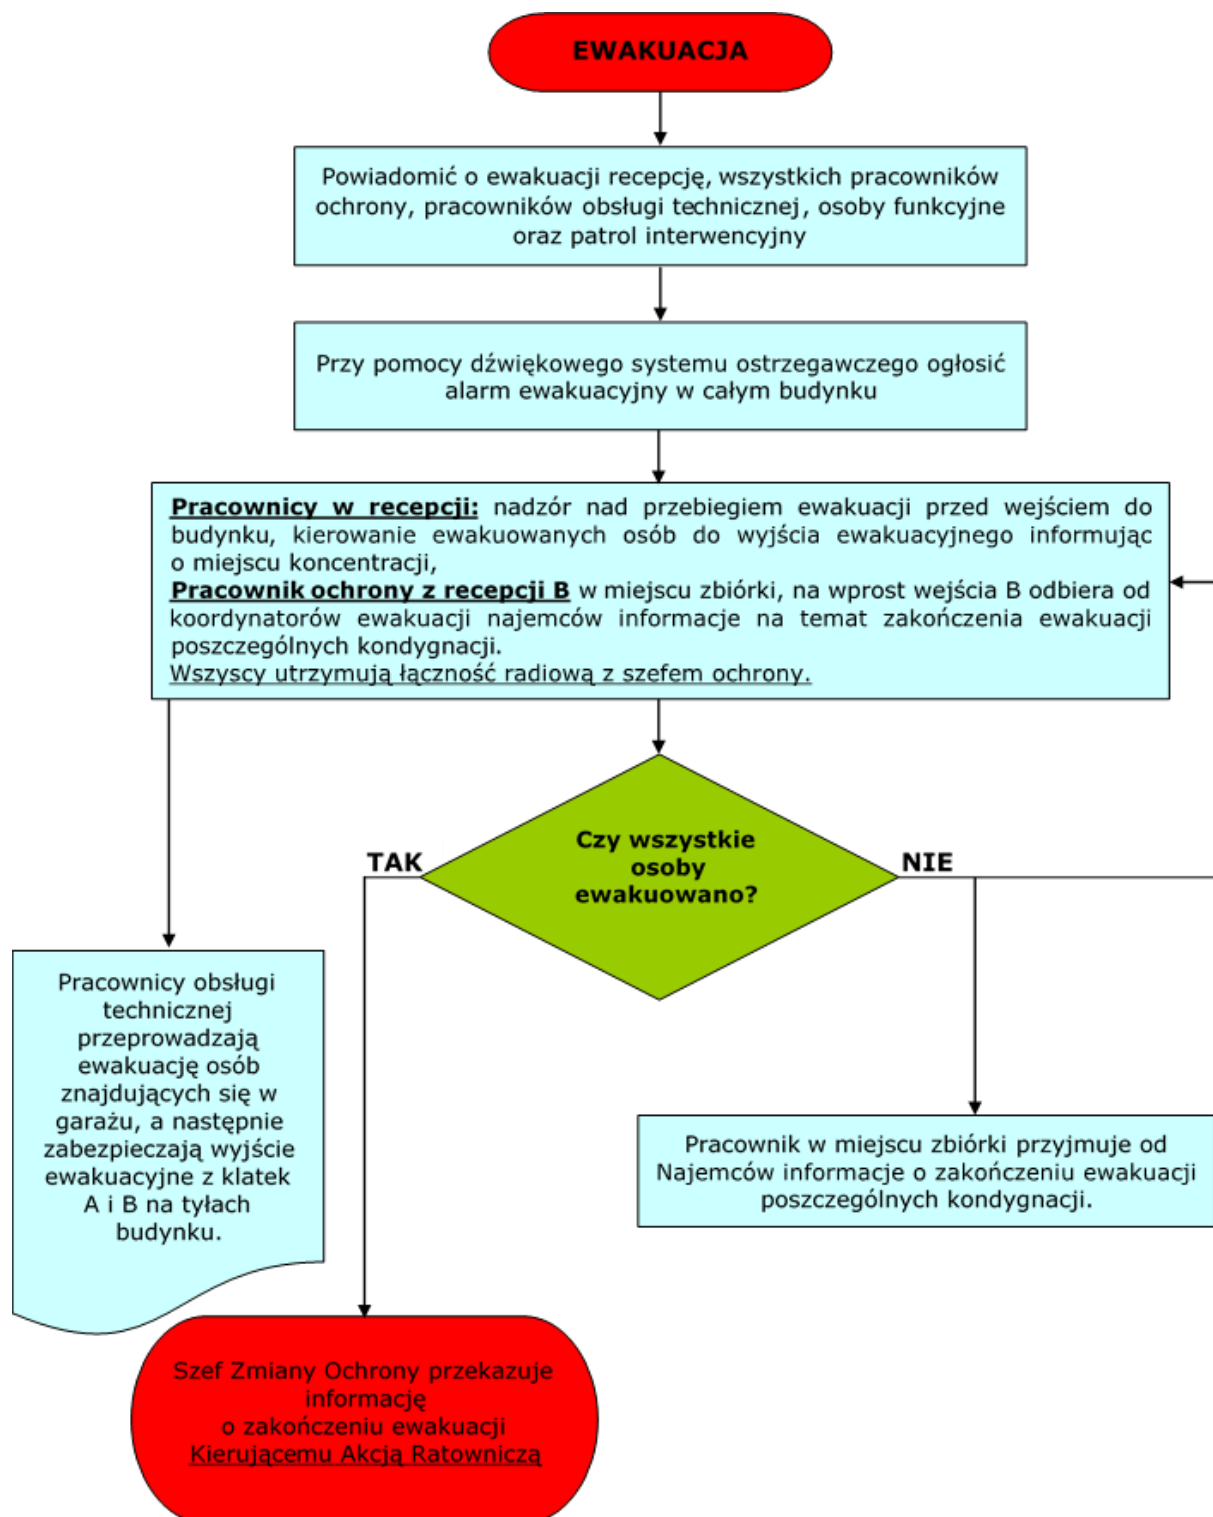 EWAKUACJA
Powiadomić o ewakuacji recepcję, wszystkich pracowników
ochrony, pracowników obsługi technicznej, osoby funkcyjne
oraz patrol interwencyjny
Przy pomocy dźwiękowego systemu ostrzegawczego ogłosić
alarm ewakuacyjny w całym budynku
Pracownicy w recepcji: nadzór nad przebiegiem ewakuacji przed wejściem do
budynku, kierowanie ewakuowanych osób do wyjścia ewakuacyjnego informując
o miejscu koncentracji,
Pracownik ochrony z recepcji B w miejscu zbiórki, na wprost wejścia B odbiera od
koordynatorów ewakuacji najemców informacje na temat zakończenia ewakuacji
poszczególnych kondygnacji.
Wszyscy utrzymują łączność radiową z szefem ochrony.
Czy wszystkie
osoby
ewakuowano?
TAK
NIE
Pracownicy obsługi
technicznej
przeprowadzają
ewakuację osób
znajdujących się w
garażu, a następnie
zabezpieczają wyjście
ewakuacyjne z klatek
A i B na tyłach
budynku.
Pracownik w miejscu zbiórki przyjmuje od
Najemców informacje o zakończeniu ewakuacji
poszczególnych kondygnacji.
Szef Zmiany Ochrony przekazuje
informację
o zakończeniu ewakuacji
Kierującemu Akcją Ratowniczą